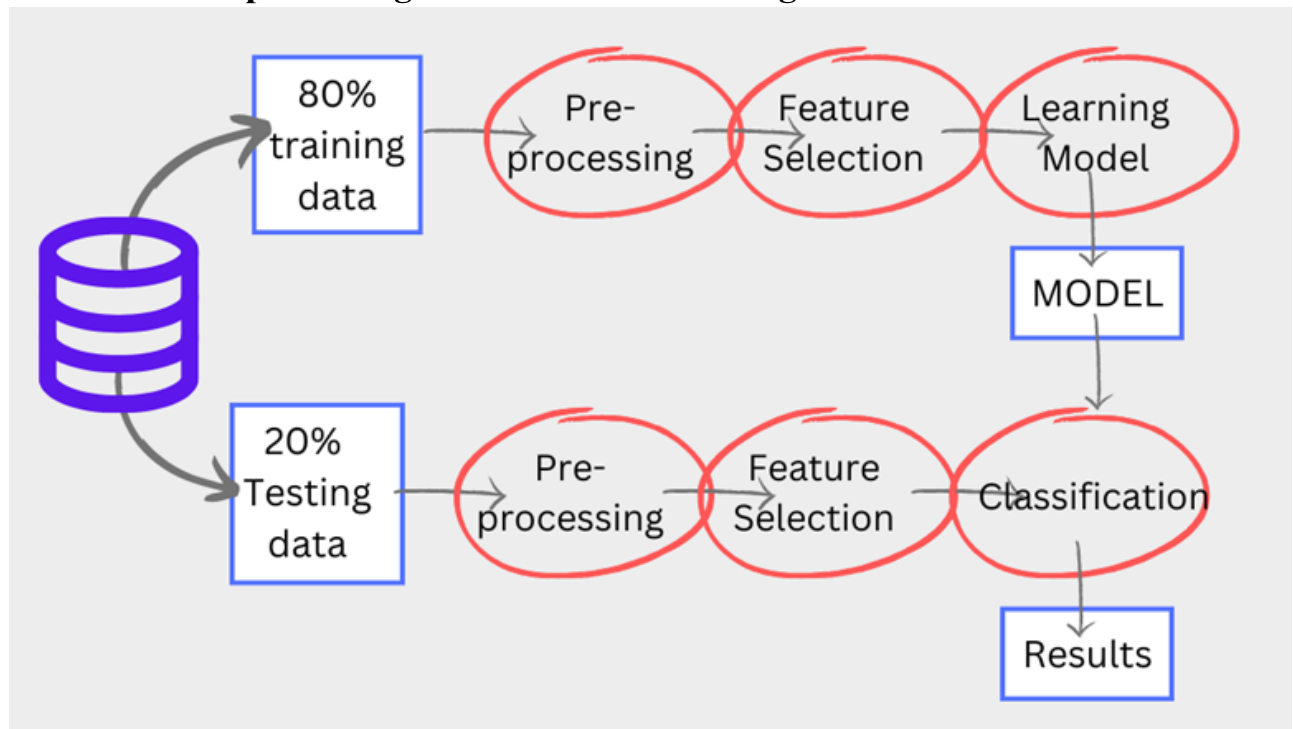 80%
training
data
Pre-
processing
Feature
Selection
Learning
Model
MODEL
20%
Testing
data
Pre-
processing
Feature
Selection
Classification
Results